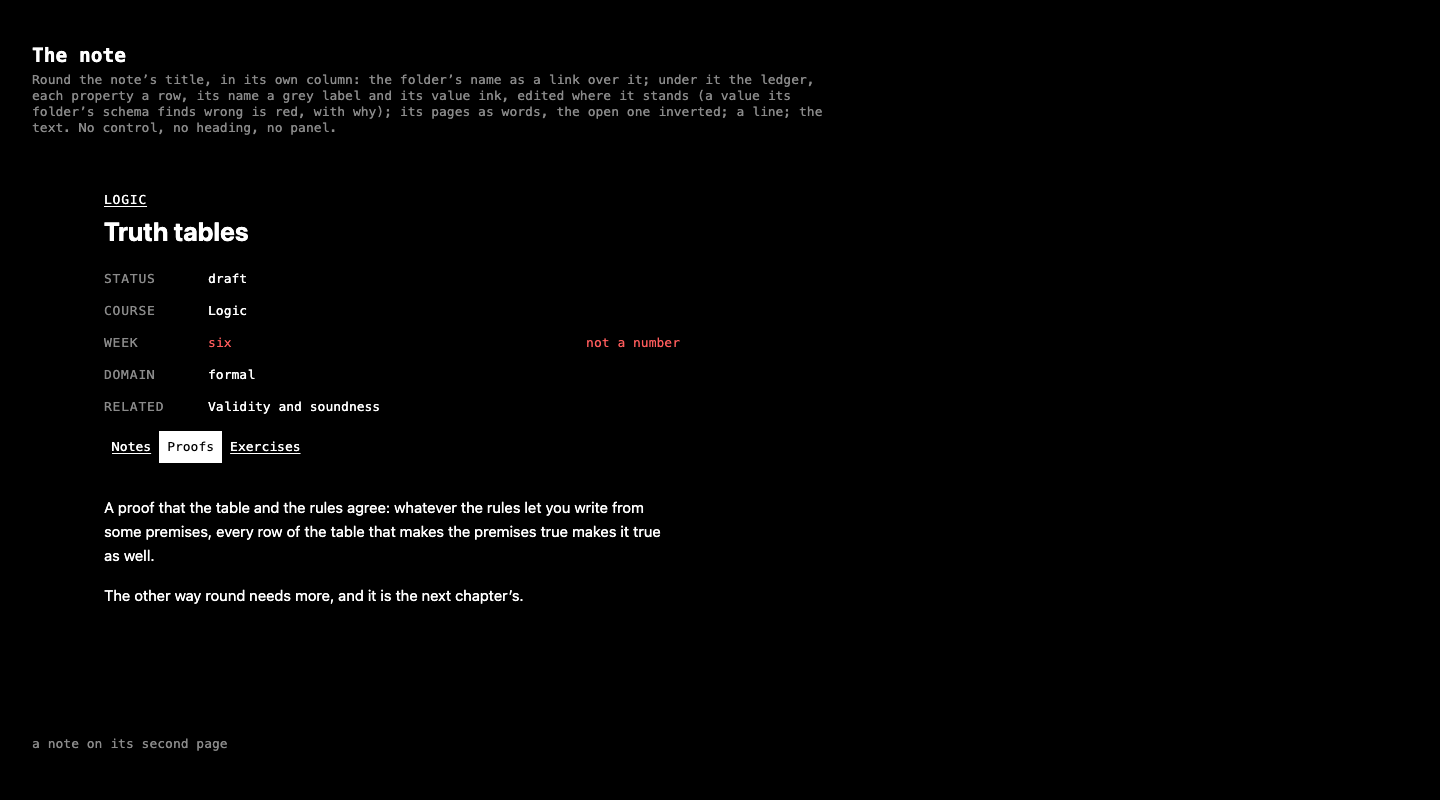 The note
Round the note’s title, in its own column: the folder’s name as a link over it; under it the ledger,
each property a row, its name a grey label and its value ink, edited where it stands (a value its
folder’s schema finds wrong is red, with why); its pages as words, the open one inverted; a line; the
text. No control, no heading, no panel.
LOGIC
Truth tables
STATUS draft
COURSE Logic
WEEK six not a number
DOMAIN formal
RELATED Validity and soundness
Notes Proofs Exercises
A proof that the table and the rules agree: whatever the rules let you write from
some premises, every row of the table that makes the premises true makes it true
as well.
The other way round needs more, and it is the next chapter’s.
a note on its second page